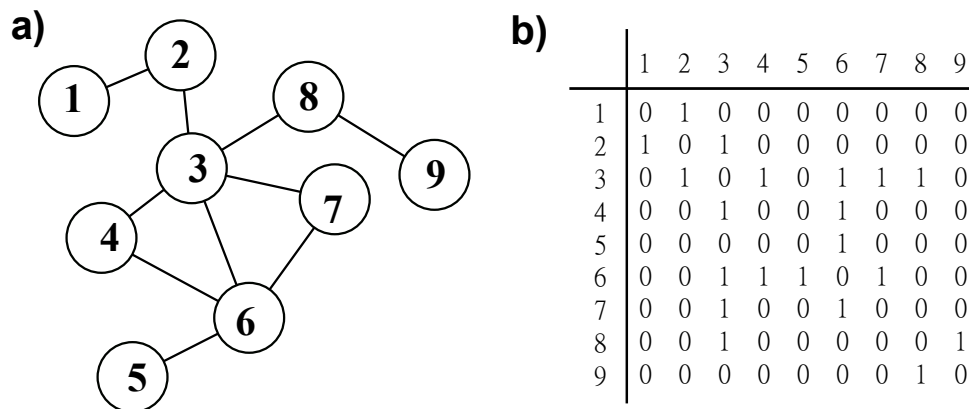 a)
1
2
3
4
5
6
7
8
9
b)
1 2 3 4 5 6 7 8 9
1 0 1 0 0 0 0 0 0 0
2 1 0 1 0 0 0 0 0 0
3 0 1 0 1 0 1 1 1 0
4 0 0 1 0 0 1 0 0 0
5 0 0 0 0 0 1 0 0 0
6 0 0 1 1 1 0 1 0 0
7 0 0 1 0 0 1 0 0 0
8 0 0 1 0 0 0 0 0 1
9 0 0 0 0 0 0 0 1 0